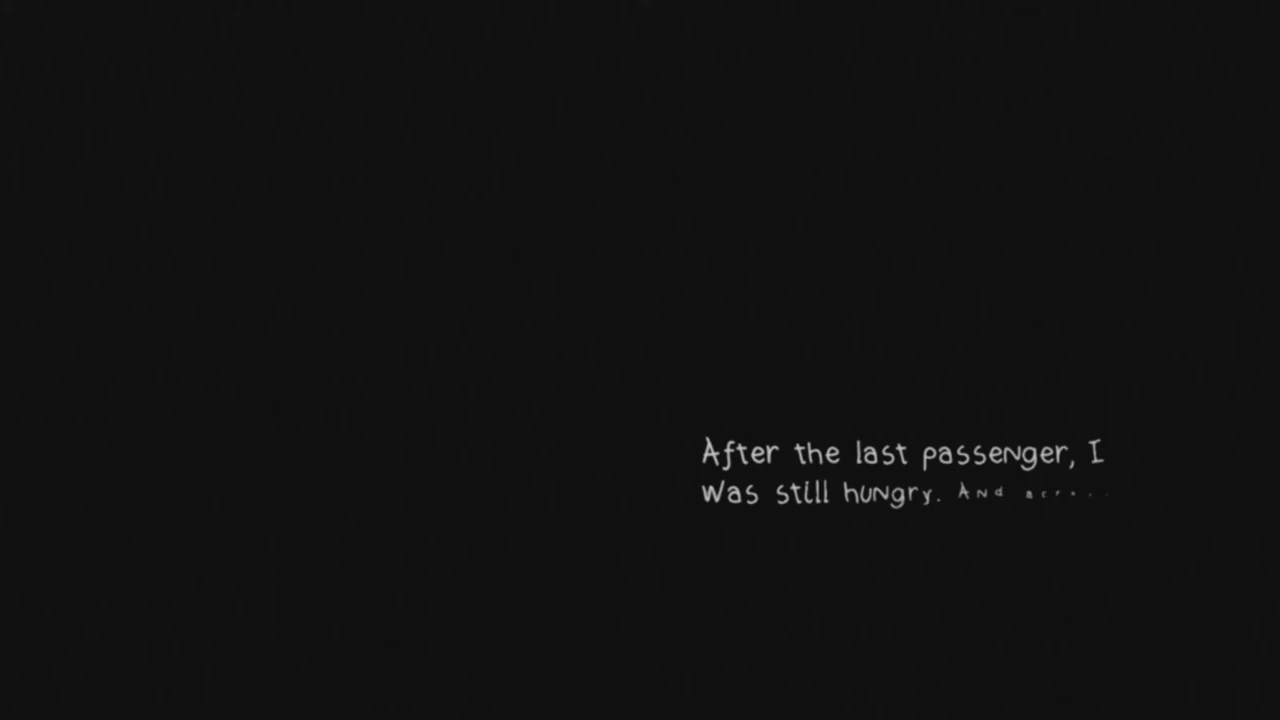 After the last passenger, I
was still hungry. And